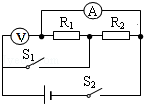 A
V R₁ R₂
S₁
S₂